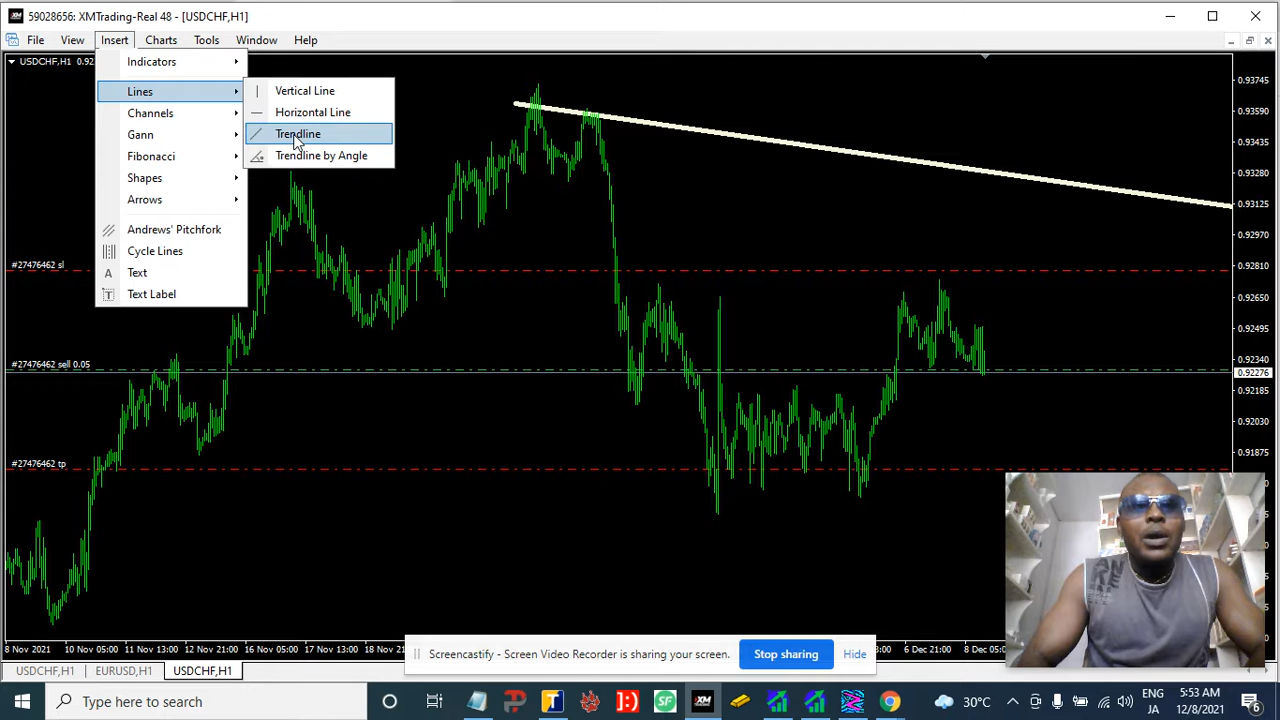 59028656: XMTrading-Real 48 - [USDCHF,H1]
File View Insert Charts Tools Window Help
USDCHF,H1
Indicators
Lines
Channels
Gann
Fibonacci
Shapes
Arrows
Andrews' Pitchfork
Cycle Lines
Text
Text Label
Vertical Line
Horizontal Line
Trendline
Trendline by Angle
#27476462 sl
#27476462 sell 0.05
#27476462 tp
0.93745
0.93590
0.93435
0.93280
0.93125
0.92970
0.92810
0.92650
0.92495
0.92340
0.92276
0.92185
0.92030
0.91875
8 Nov 2021 10 Nov 05:00 11 Nov 13:00 12 Nov 21:00 16 Nov 05:00 17 Nov 13:00 6 Dec 21:00
Screencastify - Screen Video Recorder is sharing your screen. Stop sharing Hide
USDCHF,H1 EURUSD,H1 USDCHF,H1
Type here to search
30°C
ENG
JA
5:53 AM
12/8/2021
6